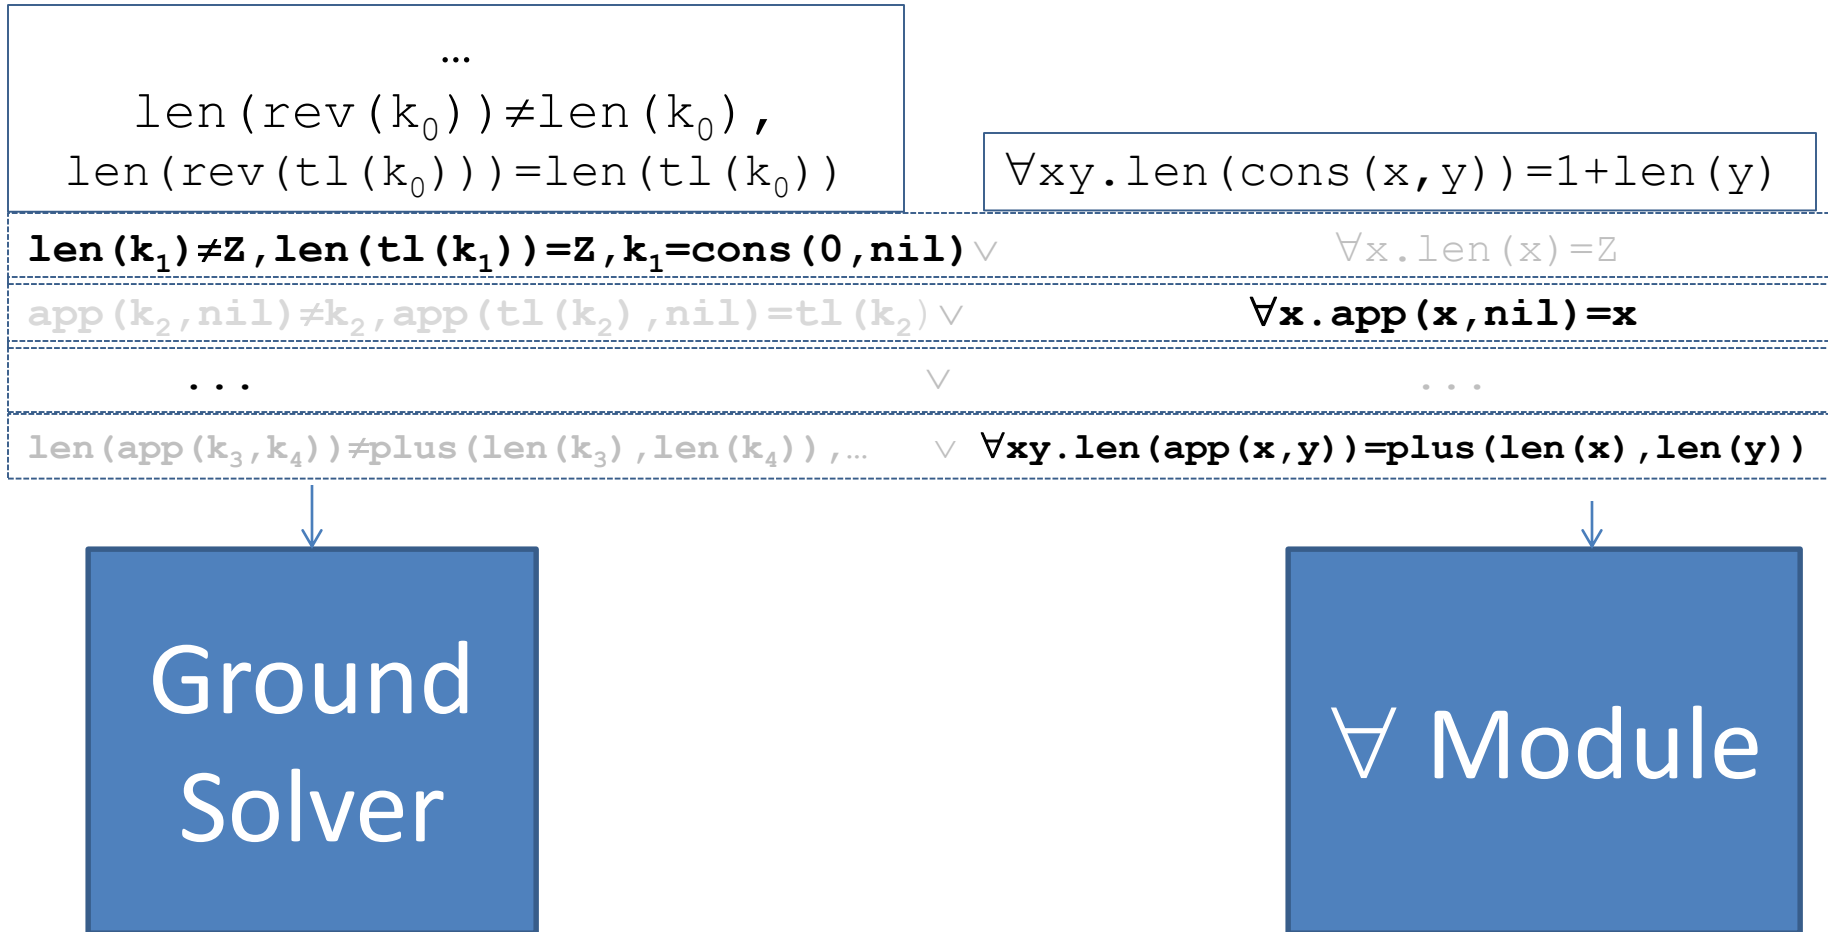 …
len(rev(k₀))≠len(k₀),
len(rev(tl(k₀)))=len(tl(k₀))
∀xy.len(cons(x,y))=1+len(y)
len(k₁)≠Z,len(tl(k₁))=Z,k₁=cons(0,nil)∨ ∀x.len(x)=Z
app(k₂,nil)≠k₂,app(tl(k₂),nil)=tl(k₂)∨ ∀x.app(x,nil)=x
... ∨ ...
len(app(k₃,k₄))≠plus(len(k₃),len(k₄)),… ∨ ∀xy.len(app(x,y))=plus(len(x),len(y))
Ground
Solver
∀ Module